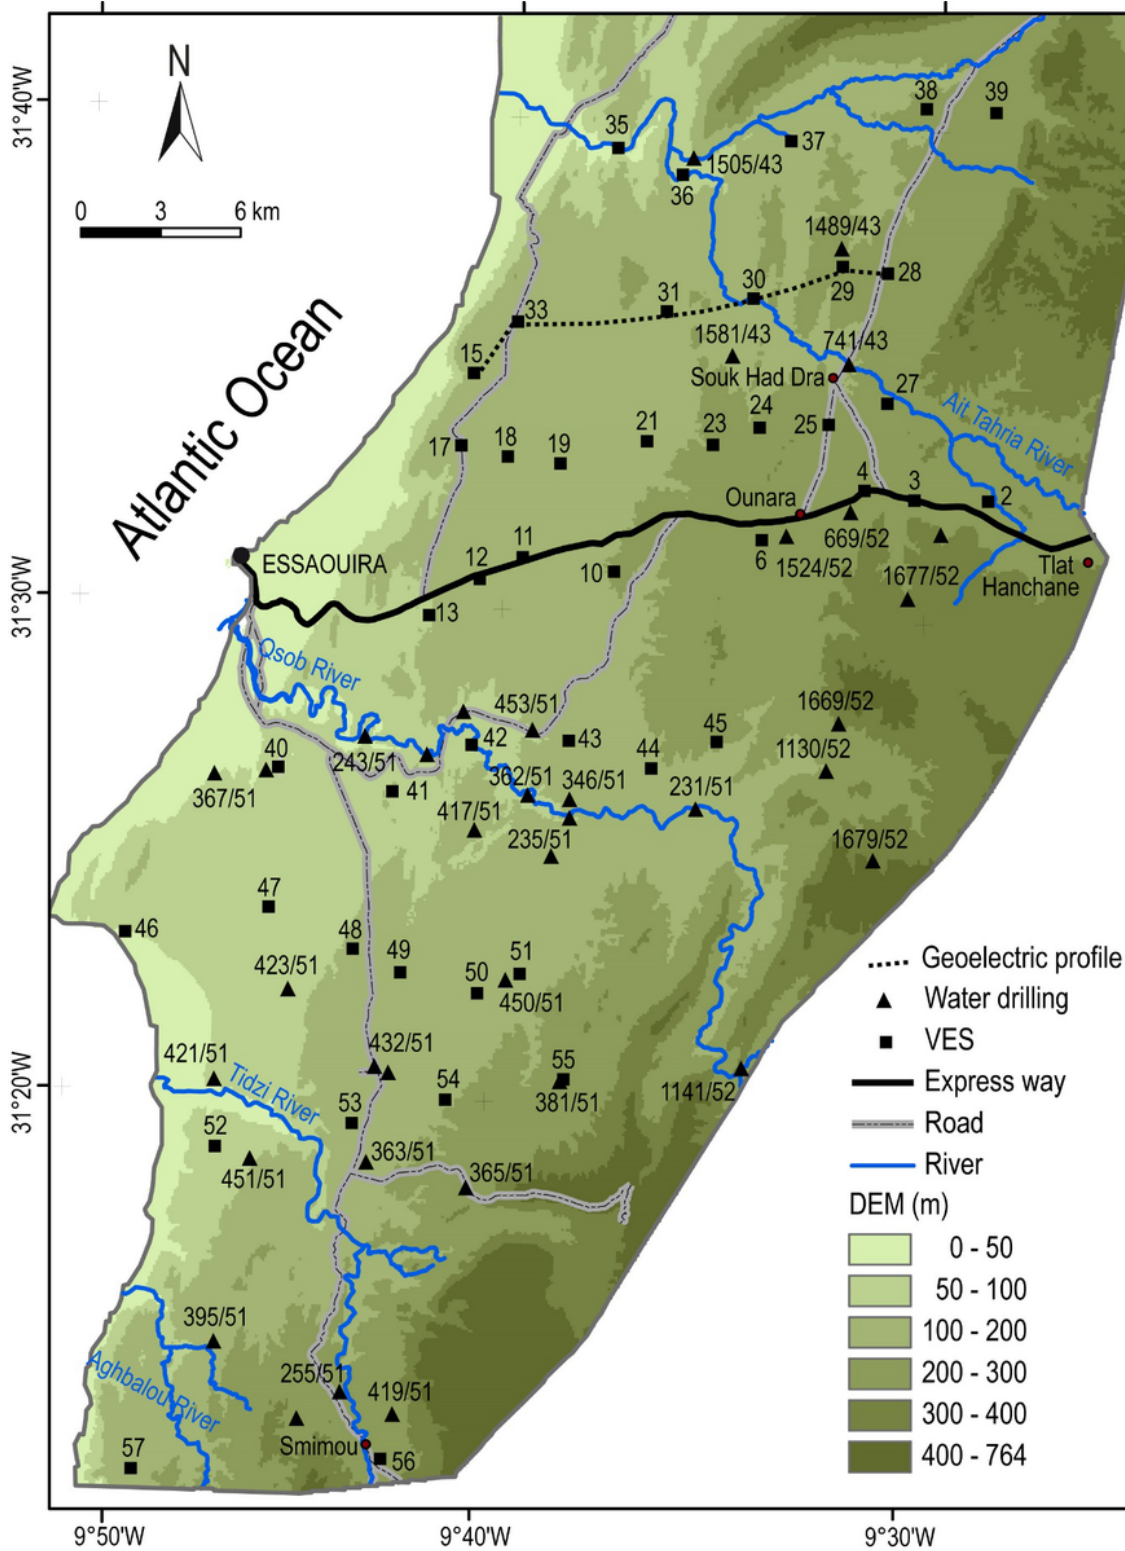 N
0 3 6 km
31°40'W
31°30'W
31°20'W
Atlantic Ocean
38
39
35
37
1505/43
36
1489/43
28
29
30
31
33
1581/43
741/43
15
Souk Had Dra
27
Ait Tahria River
24
21
23
25
17
18
19
4
3
2
Ounara
11
12
10
6
669/52
1524/52
1677/52
Tlat
Hanchane
ESSAOUIRA
13
Qsob River
453/51
1669/52
42
43
45
44
1130/52
243/51
40
367/51
41
362/51
346/51
231/51
417/51
235/51
1679/52
47
46
48
49
51
50
423/51
450/51
432/51
421/51
Tidzi River
55
54
381/51
1141/52
53
52
451/51
363/51
365/51
395/51
Aghbalou River
255/51
419/51
Smimou
56
57
Geoelectric profile
Water drilling
VES
Express way
Road
River
DEM (m)
0 - 50
50 - 100
100 - 200
200 - 300
300 - 400
400 - 764
9°50'W
9°40'W
9°30'W